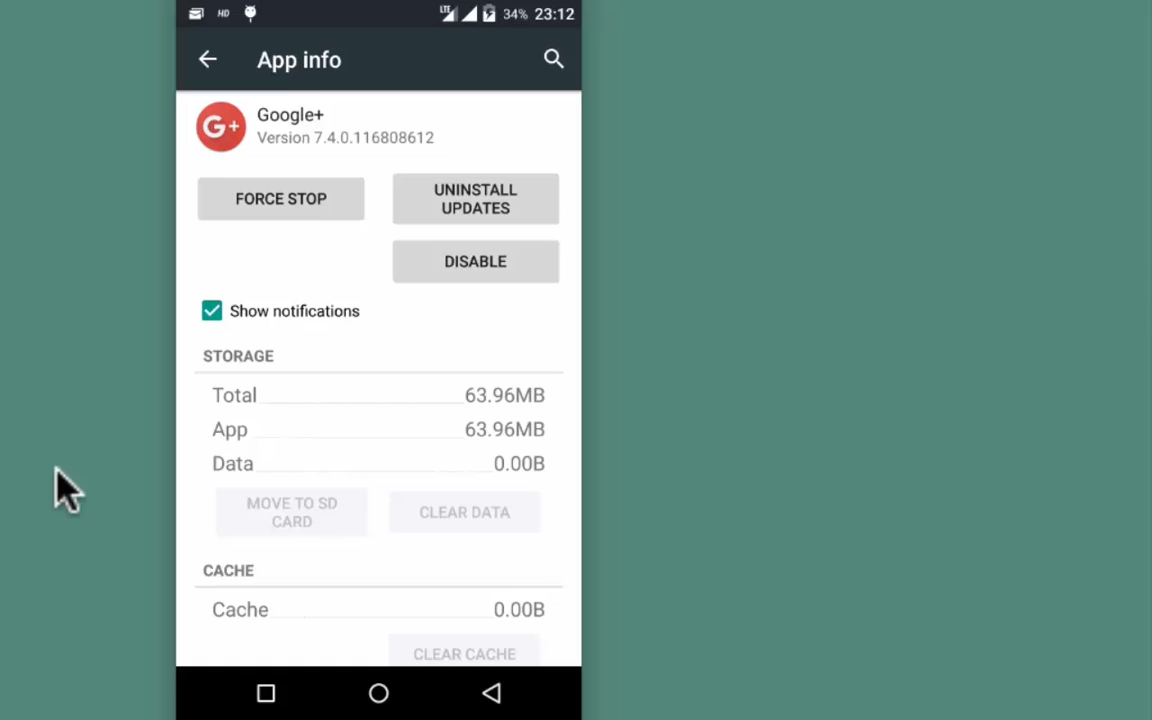 HD LTE 34% 23:12
App info
G+
Google+
Version 7.4.0.116808612
FORCE STOP
UNINSTALL
UPDATES
DISABLE
Show notifications
STORAGE
Total 63.96MB
App 63.96MB
Data 0.00B
MOVE TO SD
CARD
CLEAR DATA
CACHE
Cache 0.00B
CLEAR CACHE